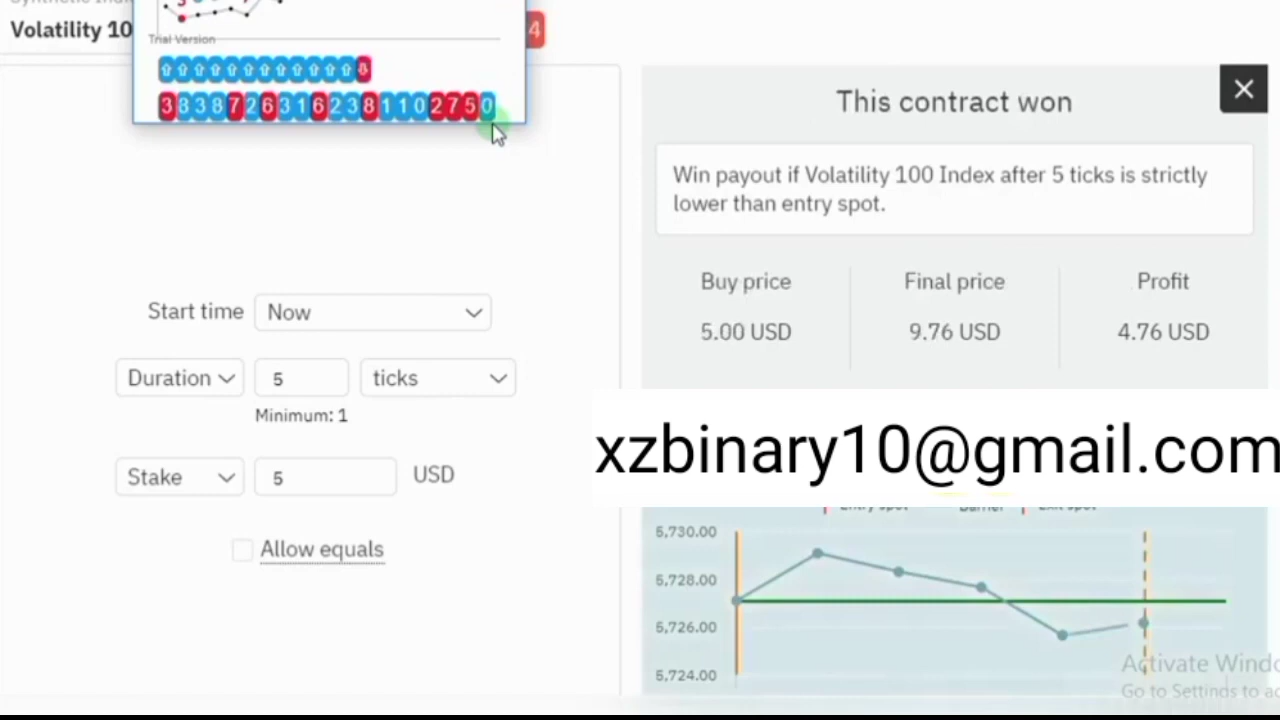 Volatility 10
4
Trial Version
3 8 3 8 7 2 6 3 1 6 2 3 8 1 1 0 2 7 5 0
This contract won
Win payout if Volatility 100 Index after 5 ticks is strictly
lower than entry spot.
Buy price Final price Profit
5.00 USD 9.76 USD 4.76 USD
Start time Now
Duration 5 ticks
Minimum: 1
Stake 5 USD
Allow equals
xzbinary10@gmail.com
5,730.00
5,728.00
5,726.00
5,724.00
Activate Windo
Go to Settings to ac